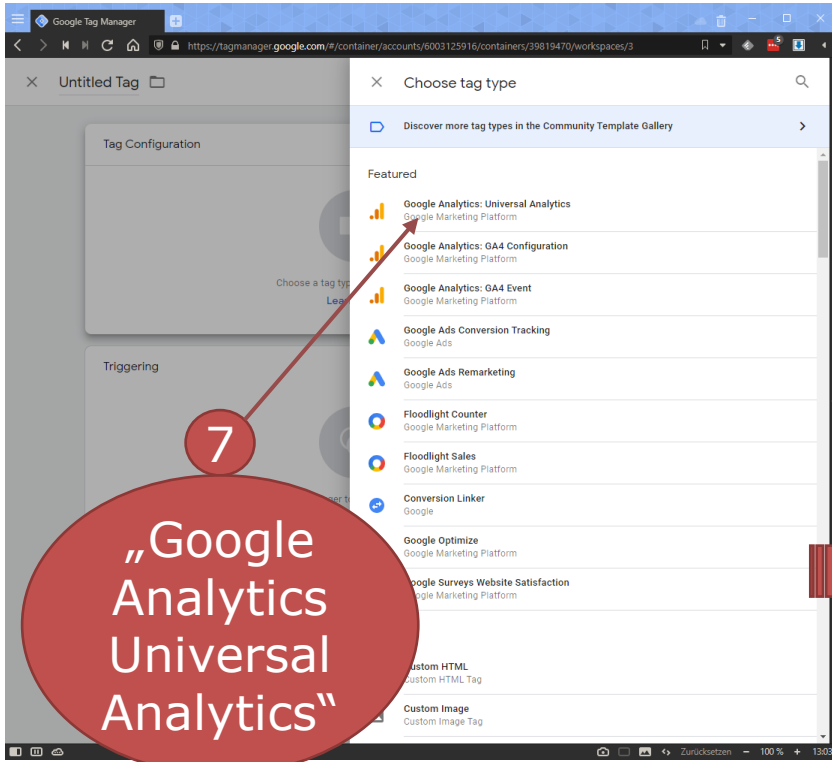 Google Tag Manager
https://tagmanager.google.com/#/container/accounts/6003125916/containers/39819470/workspaces/3
5
Untitled Tag
Choose tag type
Discover more tag types in the Community Template Gallery
Tag Configuration
Featured
Google Analytics: Universal Analytics
Google Marketing Platform
Google Analytics: GA4 Configuration
Google Marketing Platform
Choose a tag typ
Lea
Google Analytics: GA4 Event
Google Marketing Platform
Google Ads Conversion Tracking
Google Ads
Triggering
Google Ads Remarketing
Google Ads
Floodlight Counter
Google Marketing Platform
Floodlight Sales
Google Marketing Platform
Conversion Linker
Google
Google Optimize
Google Marketing Platform
Google Surveys Website Satisfaction
Google Marketing Platform
Custom HTML
Custom HTML Tag
Custom Image
Custom Image Tag
7
„Google
Analytics
Universal
Analytics“
Zurücksetzen − 100 % + 13:03